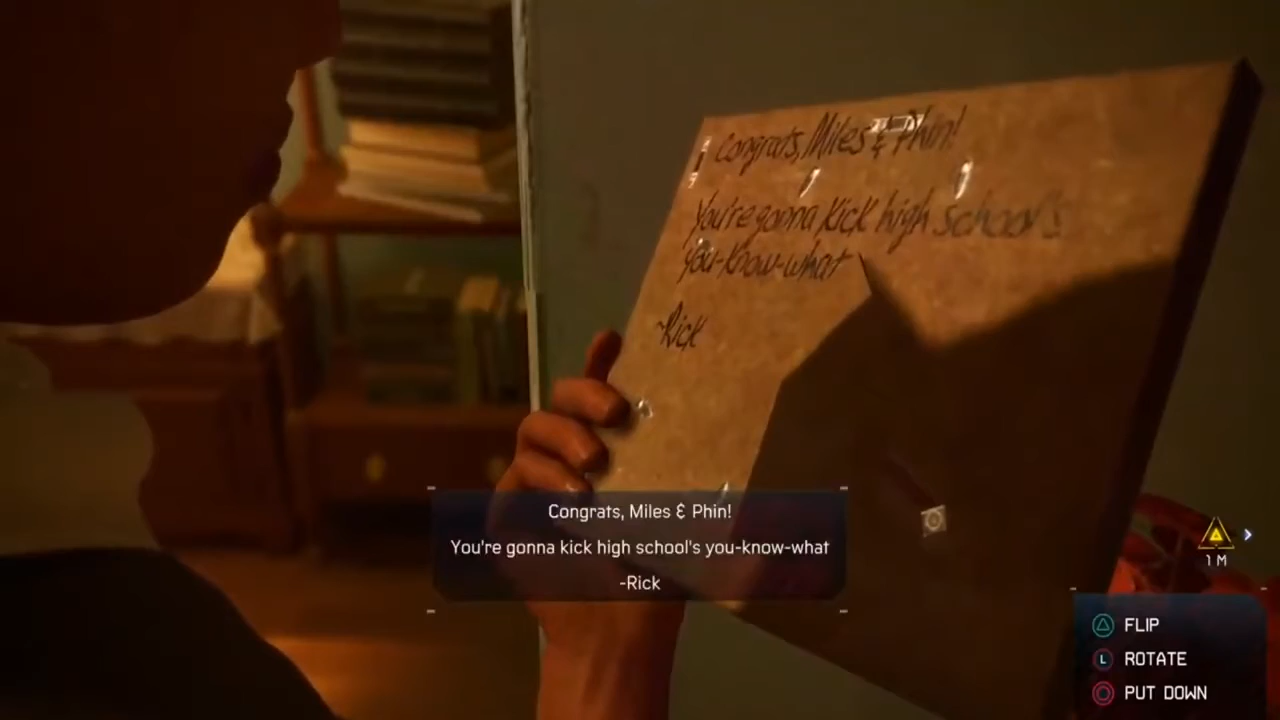 Congrats, Miles & Phin!
You're gonna kick high school's
you-know-what
~Rick
Congrats, Miles & Phin!
You're gonna kick high school's you-know-what
-Rick
1 M
FLIP
L ROTATE
PUT DOWN